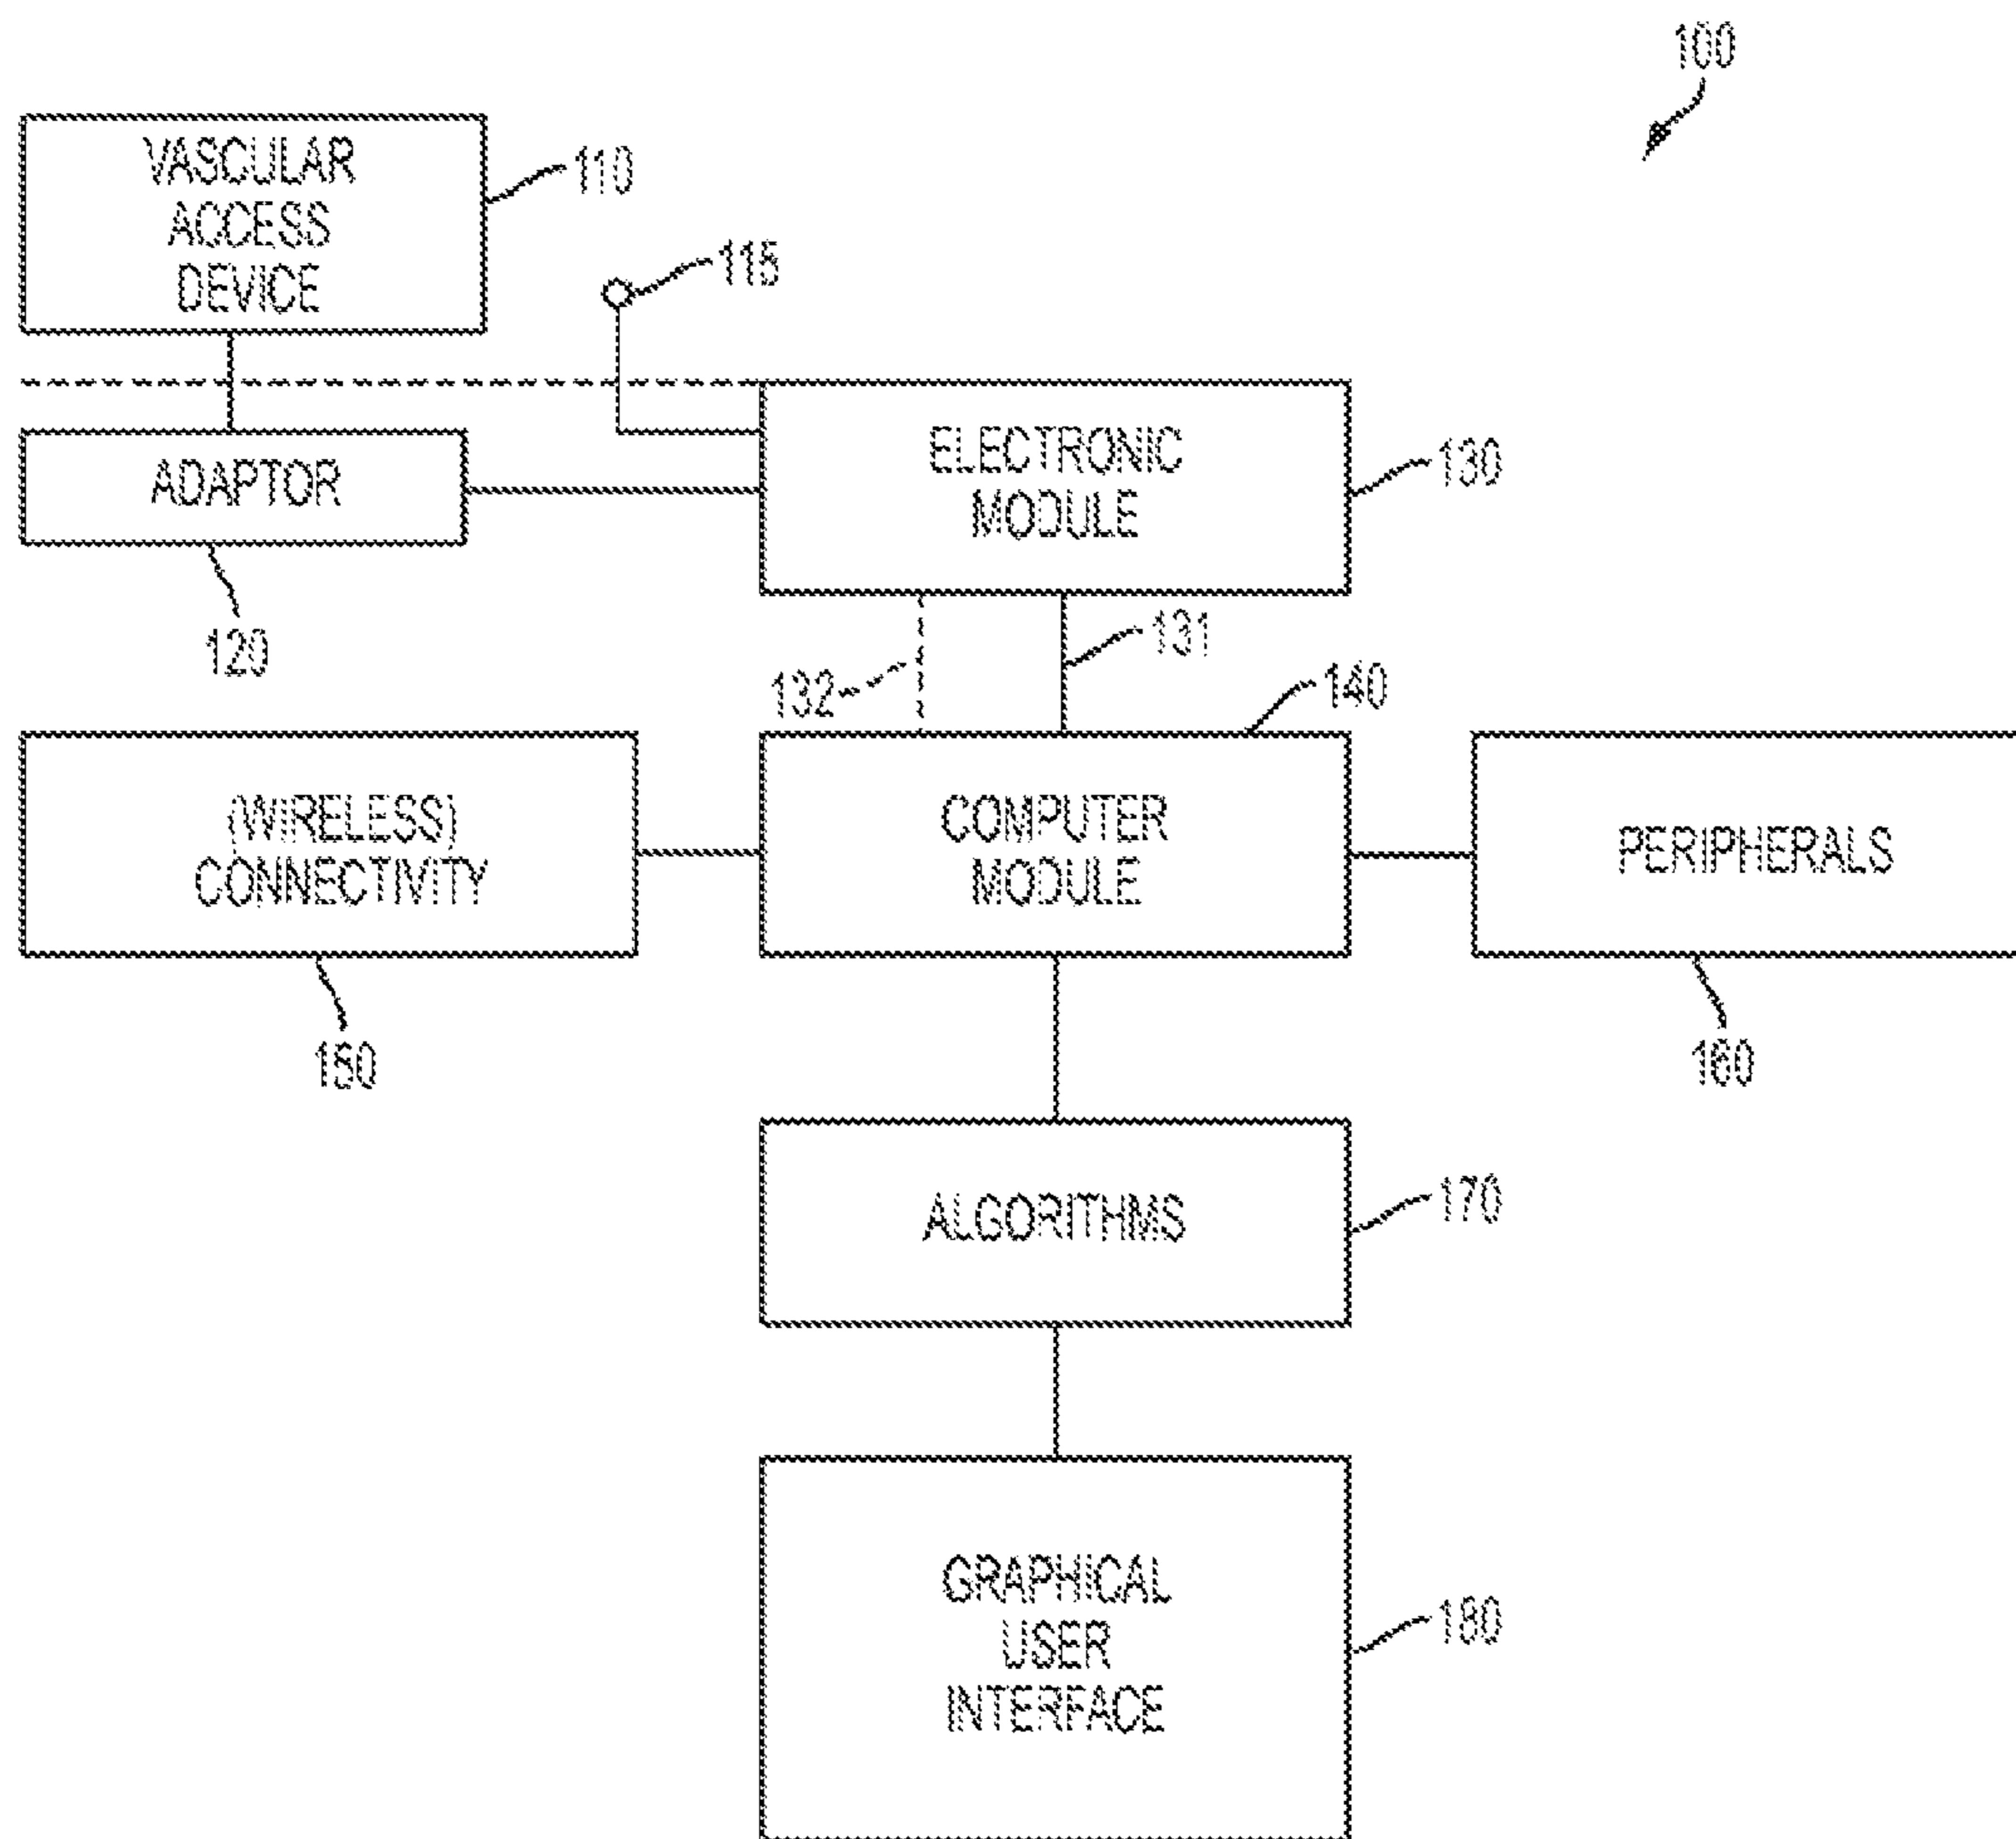 100
VASCULAR
ACCESS
DEVICE
110
115
ADAPTOR
120
ELECTRONIC
MODULE
130
131
132
140
(WIRELESS)
CONNECTIVITY
150
COMPUTER
MODULE
PERIPHERALS
160
ALGORITHMS
170
GRAPHICAL
USER
INTERFACE
180